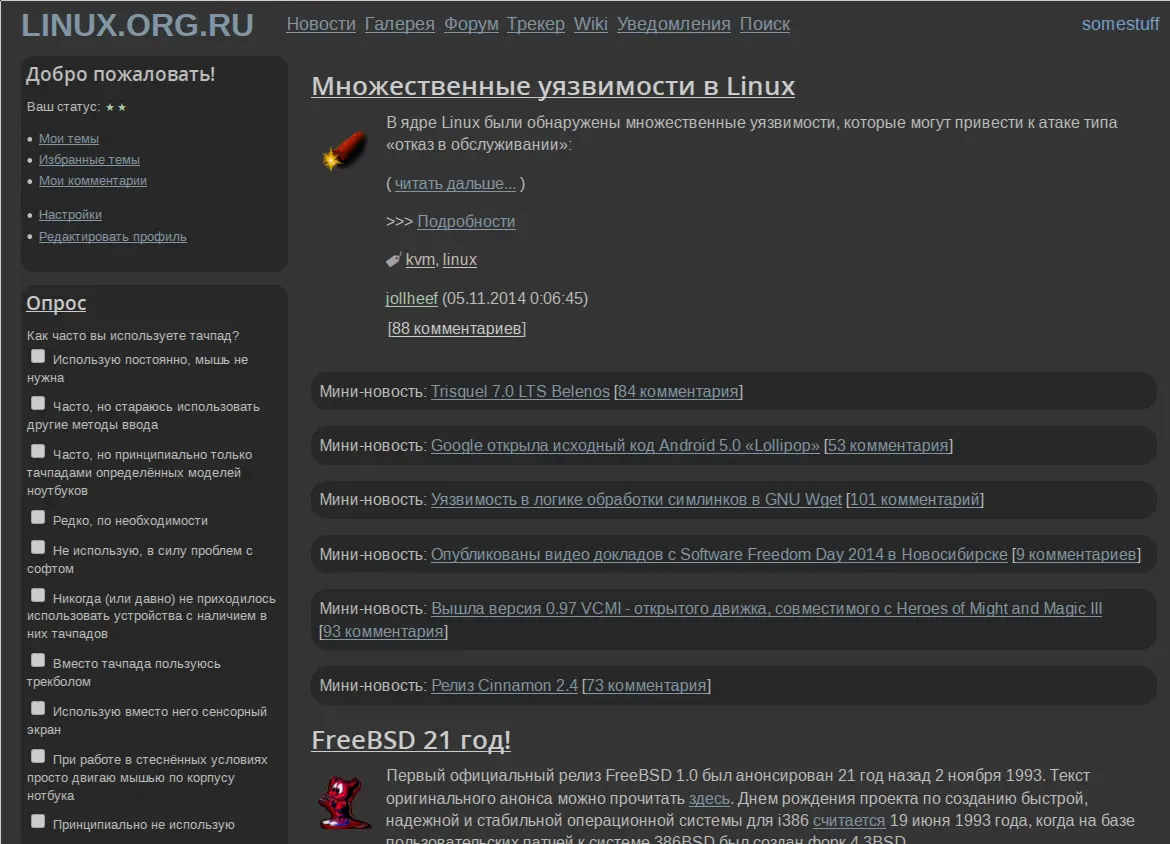 LINUX.ORG.RU
Новости Галерея Форум Трекер Wiki Уведомления Поиск
somestuff
Добро пожаловать!
Ваш статус: ★★
Мои темы
Избранные темы
Мои комментарии
Настройки
Редактировать профиль
Опрос
Как часто вы используете тачпад?
Использую постоянно, мышь не
нужна
Часто, но стараюсь использовать
другие методы ввода
Часто, но принципиально только
тачпадами определённых моделей
ноутбуков
Редко, по необходимости
Не использую, в силу проблем с
софтом
Никогда (или давно) не приходилось
использовать устройства с наличием в
них тачпадов
Вместо тачпада пользуюсь
трекболом
Использую вместо него сенсорный
экран
При работе в стеснённых условиях
просто двигаю мышью по корпусу
нотбука
Принципиально не использую
Множественные уязвимости в Linux
В ядре Linux были обнаружены множественные уязвимости, которые могут привести к атаке типа
«отказ в обслуживании»:
( читать дальше... )
>>> Подробности
kvm, linux
jollheef (05.11.2014 0:06:45)
[88 комментариев]
Мини-новость: Trisquel 7.0 LTS Belenos [84 комментария]
Мини-новость: Google открыла исходный код Android 5.0 «Lollipop» [53 комментария]
Мини-новость: Уязвимость в логике обработки симлинков в GNU Wget [101 комментарий]
Мини-новость: Опубликованы видео докладов с Software Freedom Day 2014 в Новосибирске [9 комментариев]
Мини-новость: Вышла версия 0.97 VCMI - открытого движка, совместимого с Heroes of Might and Magic III
[93 комментария]
Мини-новость: Релиз Cinnamon 2.4 [73 комментария]
FreeBSD 21 год!
Первый официальный релиз FreeBSD 1.0 был анонсирован 21 год назад 2 ноября 1993. Текст
оригинального анонса можно прочитать здесь. Днем рождения проекта по созданию быстрой,
надежной и стабильной операционной системы для i386 считается 19 июня 1993 года, когда на базе
пользовательских патчей к системе 386BSD был создан форк 4.3BSD